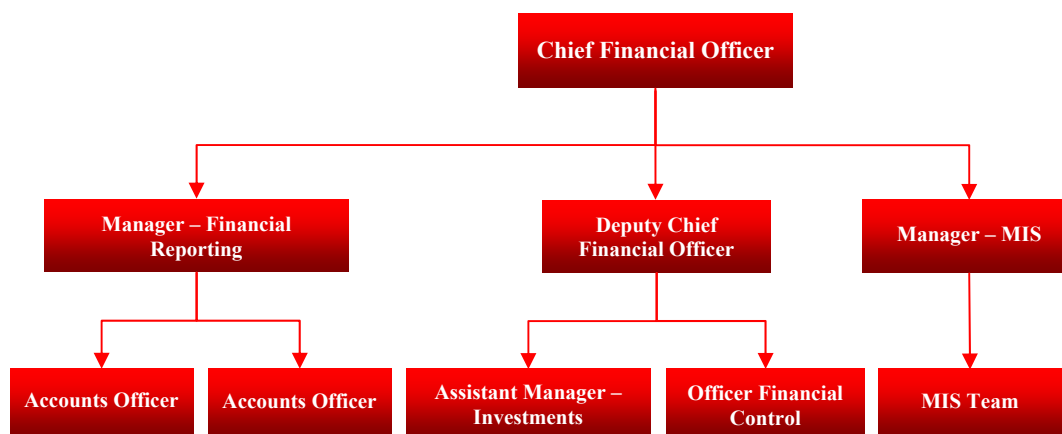 Chief Financial Officer
Manager – Financial
Reporting
Deputy Chief
Financial Officer
Manager – MIS
Accounts Officer
Accounts Officer
Assistant Manager –
Investments
Officer Financial
Control
MIS Team